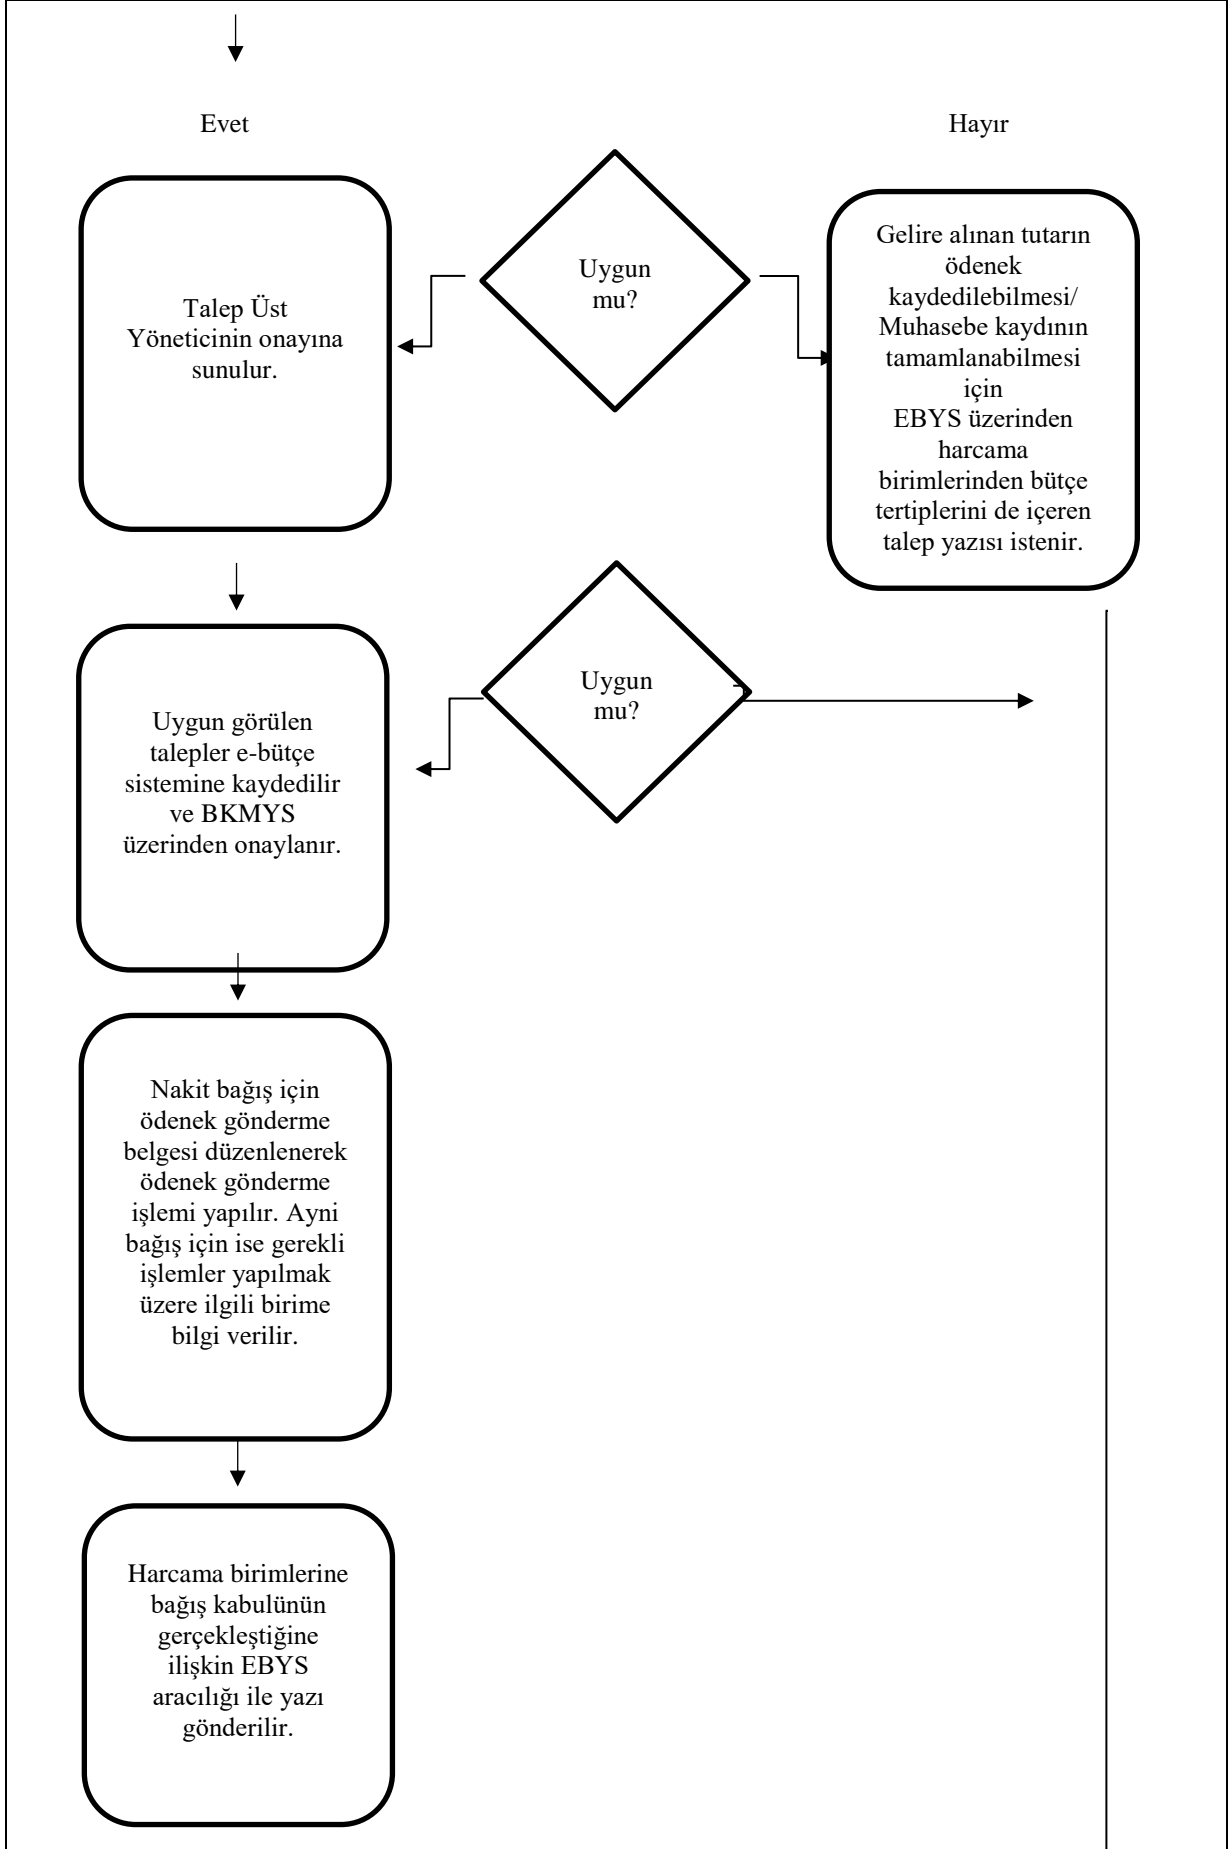 Evet
Hayır
Uygun
mu?
Talep Üst
Yöneticinin onayına
sunulur.
Gelire alınan tutarın
ödenek
kaydedilebilmesi/
Muhasebe kaydının
tamamlanabilmesi
için
EBYS üzerinden
harcama
birimlerinden bütçe
tertiplerini de içeren
talep yazısı istenir.
Uygun
mu?
Uygun görülen
talepler e-bütçe
sistemine kaydedilir
ve BKMYS
üzerinden onaylanır.
Nakit bağış için
ödenek gönderme
belgesi düzenlenerek
ödenek gönderme
işlemi yapılır. Ayni
bağış için ise gerekli
işlemler yapılmak
üzere ilgili birime
bilgi verilir.
Harcama birimlerine
bağış kabulünün
gerçekleştiğine
ilişkin EBYS
aracılığı ile yazı
gönderilir.